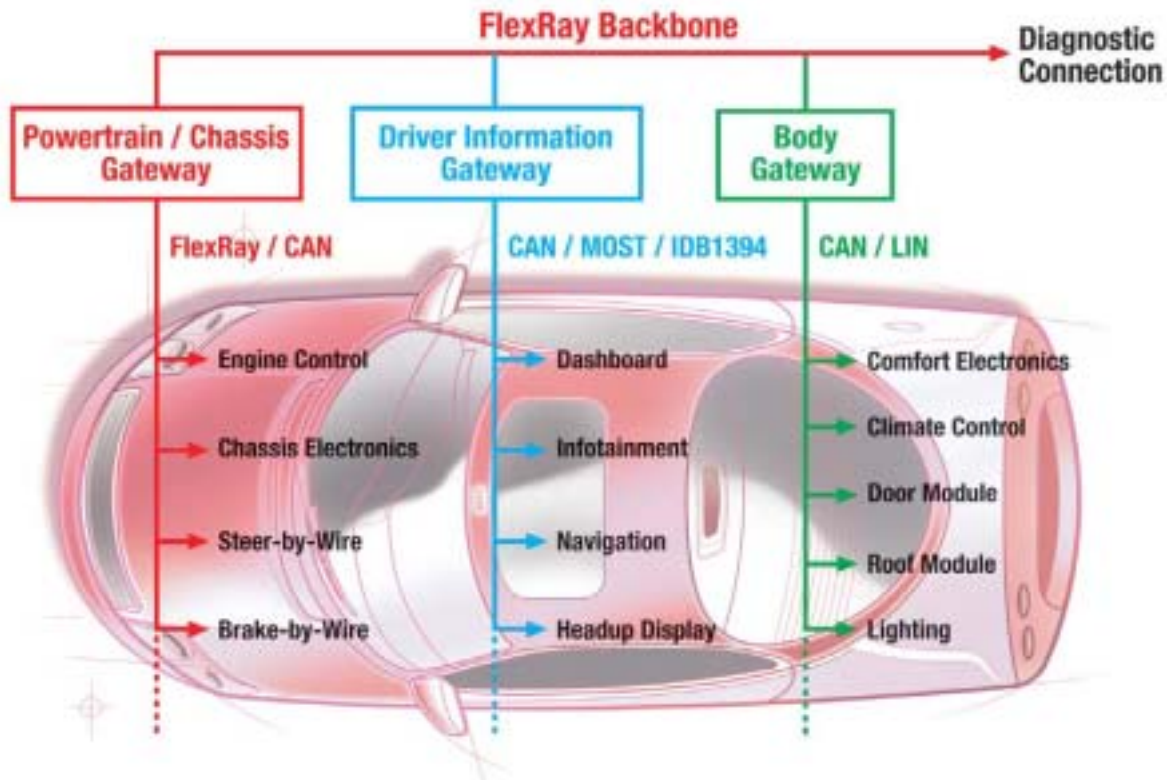 FlexRay Backbone
Diagnostic
Connection
Powertrain / Chassis
Gateway
Driver Information
Gateway
Body
Gateway
FlexRay / CAN
CAN / MOST / IDB1394
CAN / LIN
Engine Control
Chassis Electronics
Steer-by-Wire
Brake-by-Wire
Dashboard
Infotainment
Navigation
Headup Display
Comfort Electronics
Climate Control
Door Module
Roof Module
Lighting